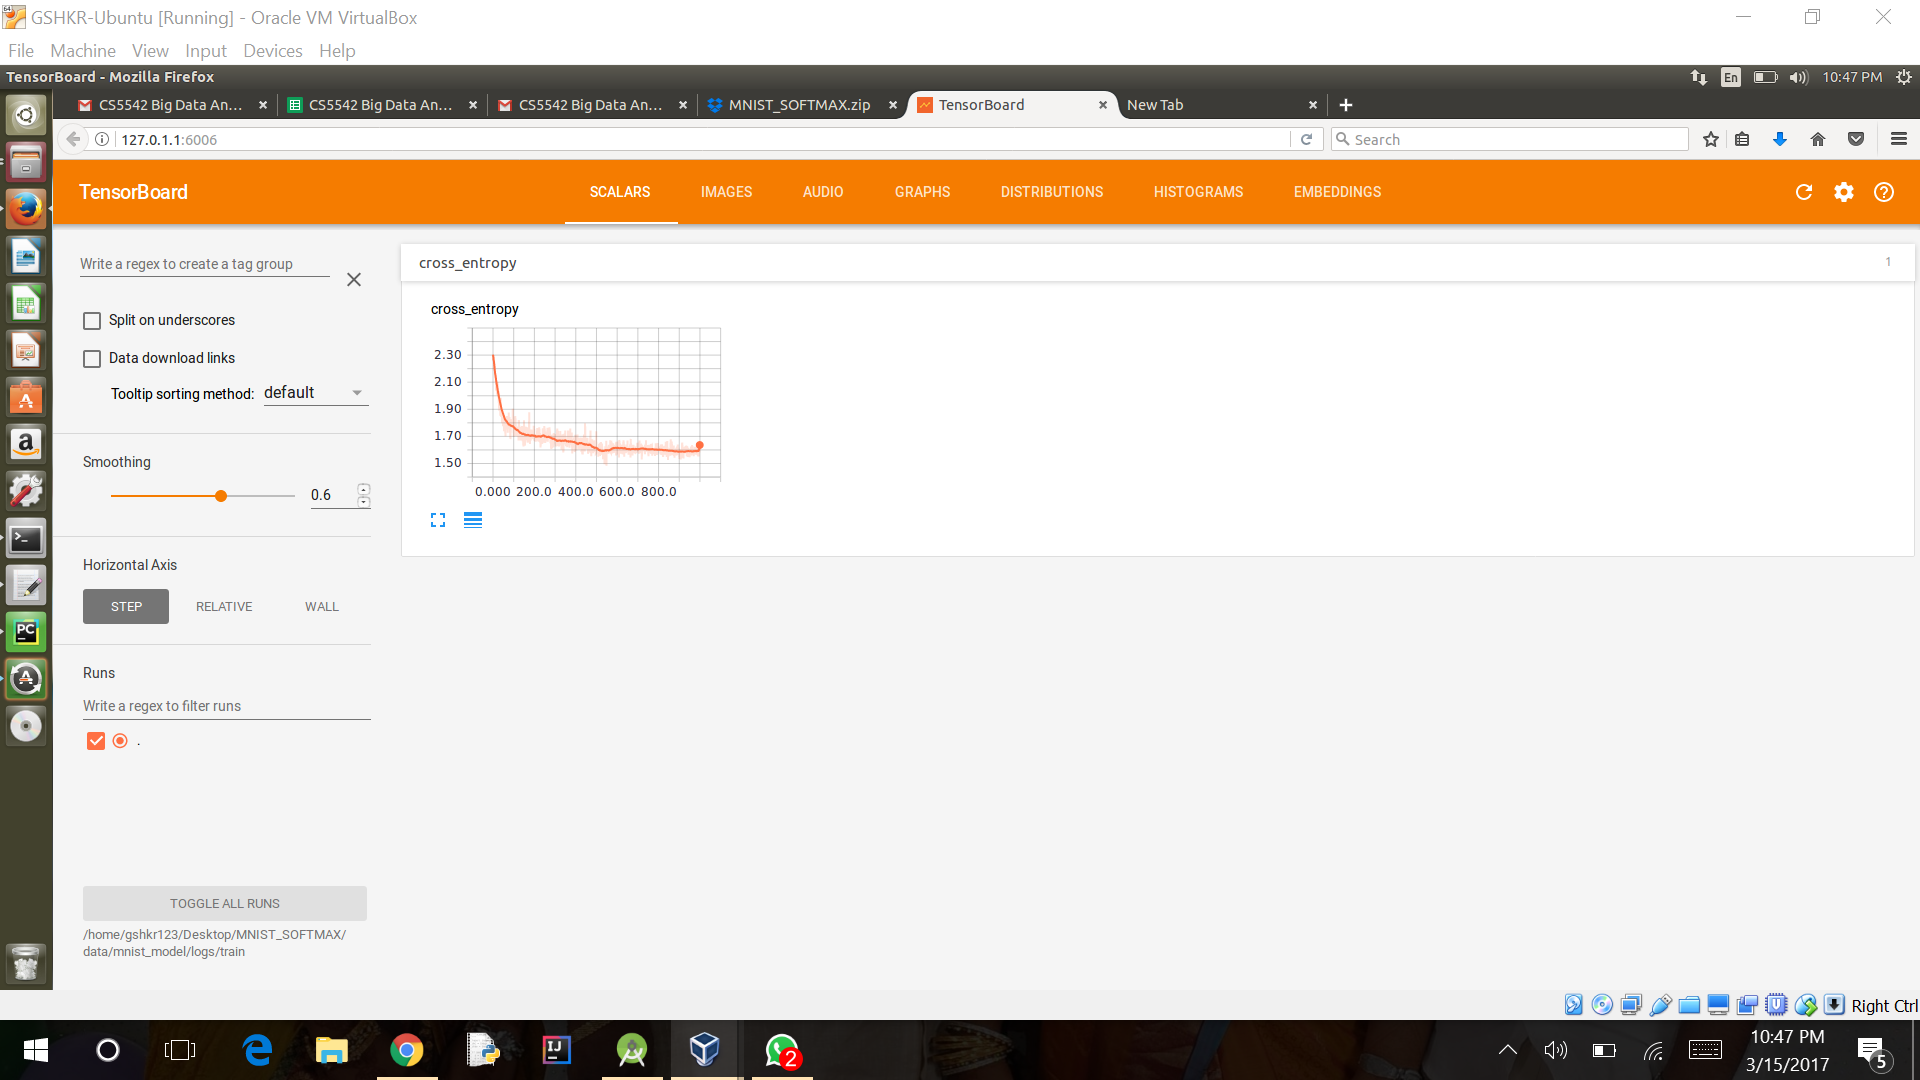 GSHKR-Ubuntu [Running] - Oracle VM VirtualBox
File Machine View Input Devices Help
TensorBoard - Mozilla Firefox
En 10:47 PM
CS5542 Big Data An... CS5542 Big Data An... CS5542 Big Data An... MNIST_SOFTMAX.zip TensorBoard New Tab
127.0.1.1:6006
Search
TensorBoard SCALARS IMAGES AUDIO GRAPHS DISTRIBUTIONS HISTOGRAMS EMBEDDINGS
Write a regex to create a tag group
Split on underscores
Data download links
Tooltip sorting method: default
Smoothing
0.6
Horizontal Axis
STEP RELATIVE WALL
Runs
Write a regex to filter runs
.
TOGGLE ALL RUNS
/home/gshkr123/Desktop/MNIST_SOFTMAX/
data/mnist_model/logs/train
cross_entropy 1
cross_entropy
2.30
2.10
1.90
1.70
1.50
0.000 200.0 400.0 600.0 800.0
Right Ctrl
2
10:47 PM
3/15/2017
5